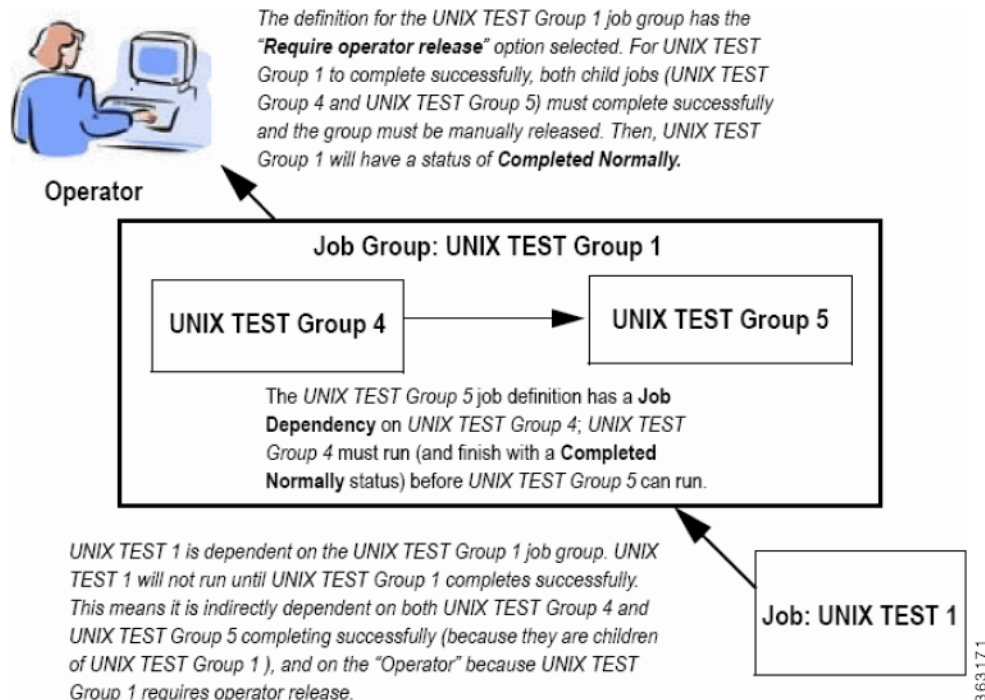 The definition for the UNIX TEST Group 1 job group has the
"Require operator release" option selected. For UNIX TEST
Group 1 to complete successfully, both child jobs (UNIX TEST
Group 4 and UNIX TEST Group 5) must complete successfully
and the group must be manually released. Then, UNIX TEST
Group 1 will have a status of Completed Normally.
Operator
Job Group: UNIX TEST Group 1
UNIX TEST Group 4
UNIX TEST Group 5
The UNIX TEST Group 5 job definition has a Job
Dependency on UNIX TEST Group 4; UNIX TEST
Group 4 must run (and finish with a Completed
Normally status) before UNIX TEST Group 5 can run.
UNIX TEST 1 is dependent on the UNIX TEST Group 1 job group. UNIX
TEST 1 will not run until UNIX TEST Group 1 completes successfully.
This means it is indirectly dependent on both UNIX TEST Group 4 and
UNIX TEST Group 5 completing successfully (because they are children
of UNIX TEST Group 1 ), and on the "Operator" because UNIX TEST
Group 1 requires operator release.
Job: UNIX TEST 1
363171